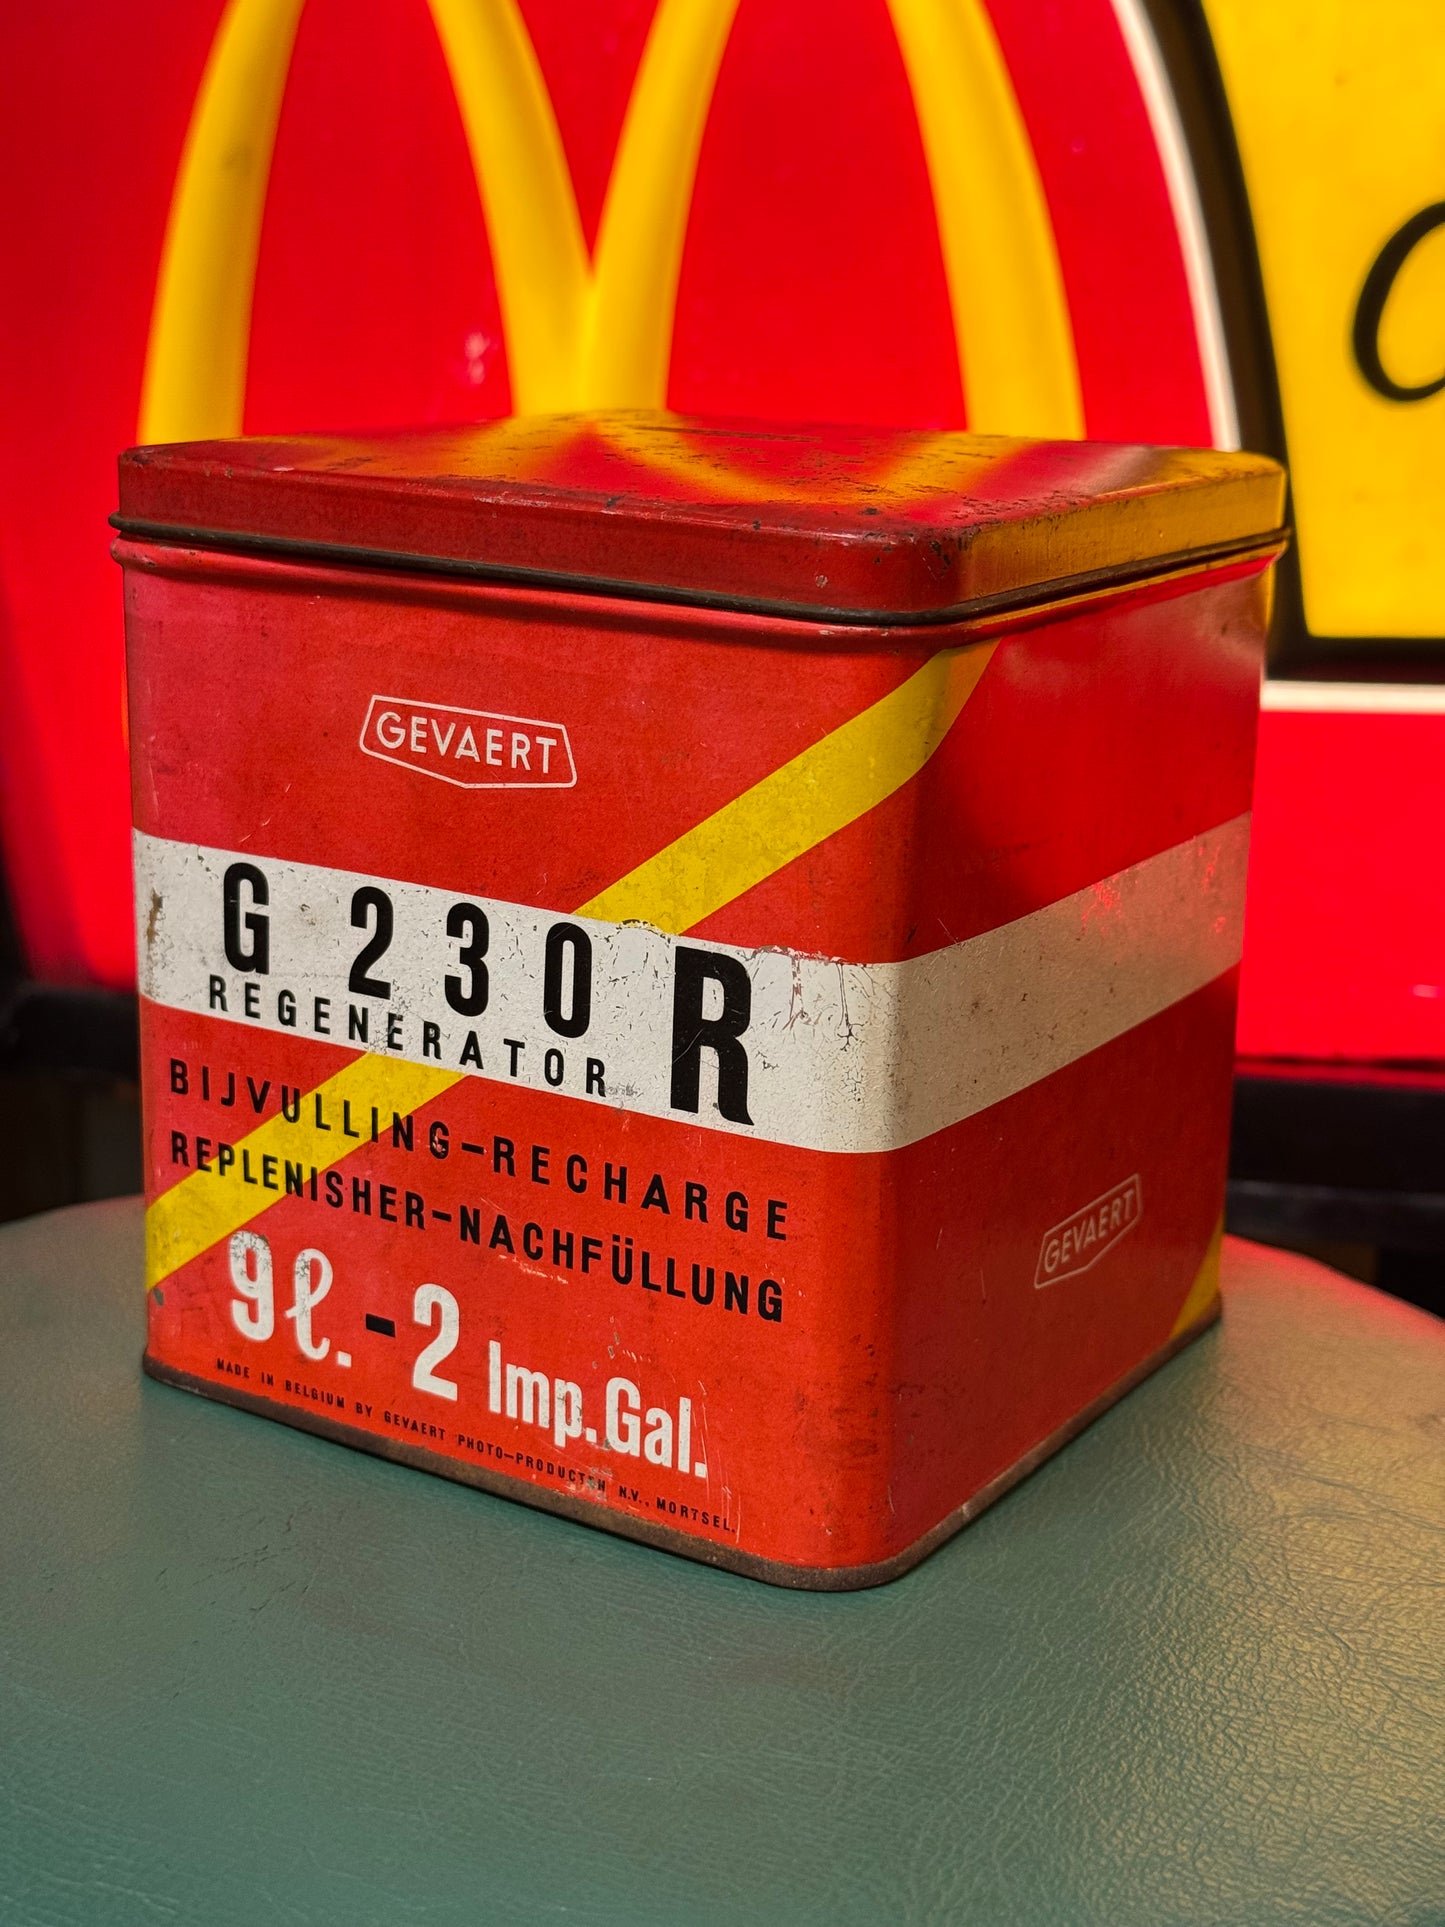 GEVAERT
G 230 R
REGENERATOR
BIJVULLING-RECHARGE
REPLENISHER-NACHFÜLLUNG
9 ℓ. - 2 Imp. Gal.
MADE IN BELGIUM BY GEVAERT PHOTO-PRODUCTEN N.V., MORTSEL.
GEVAERT